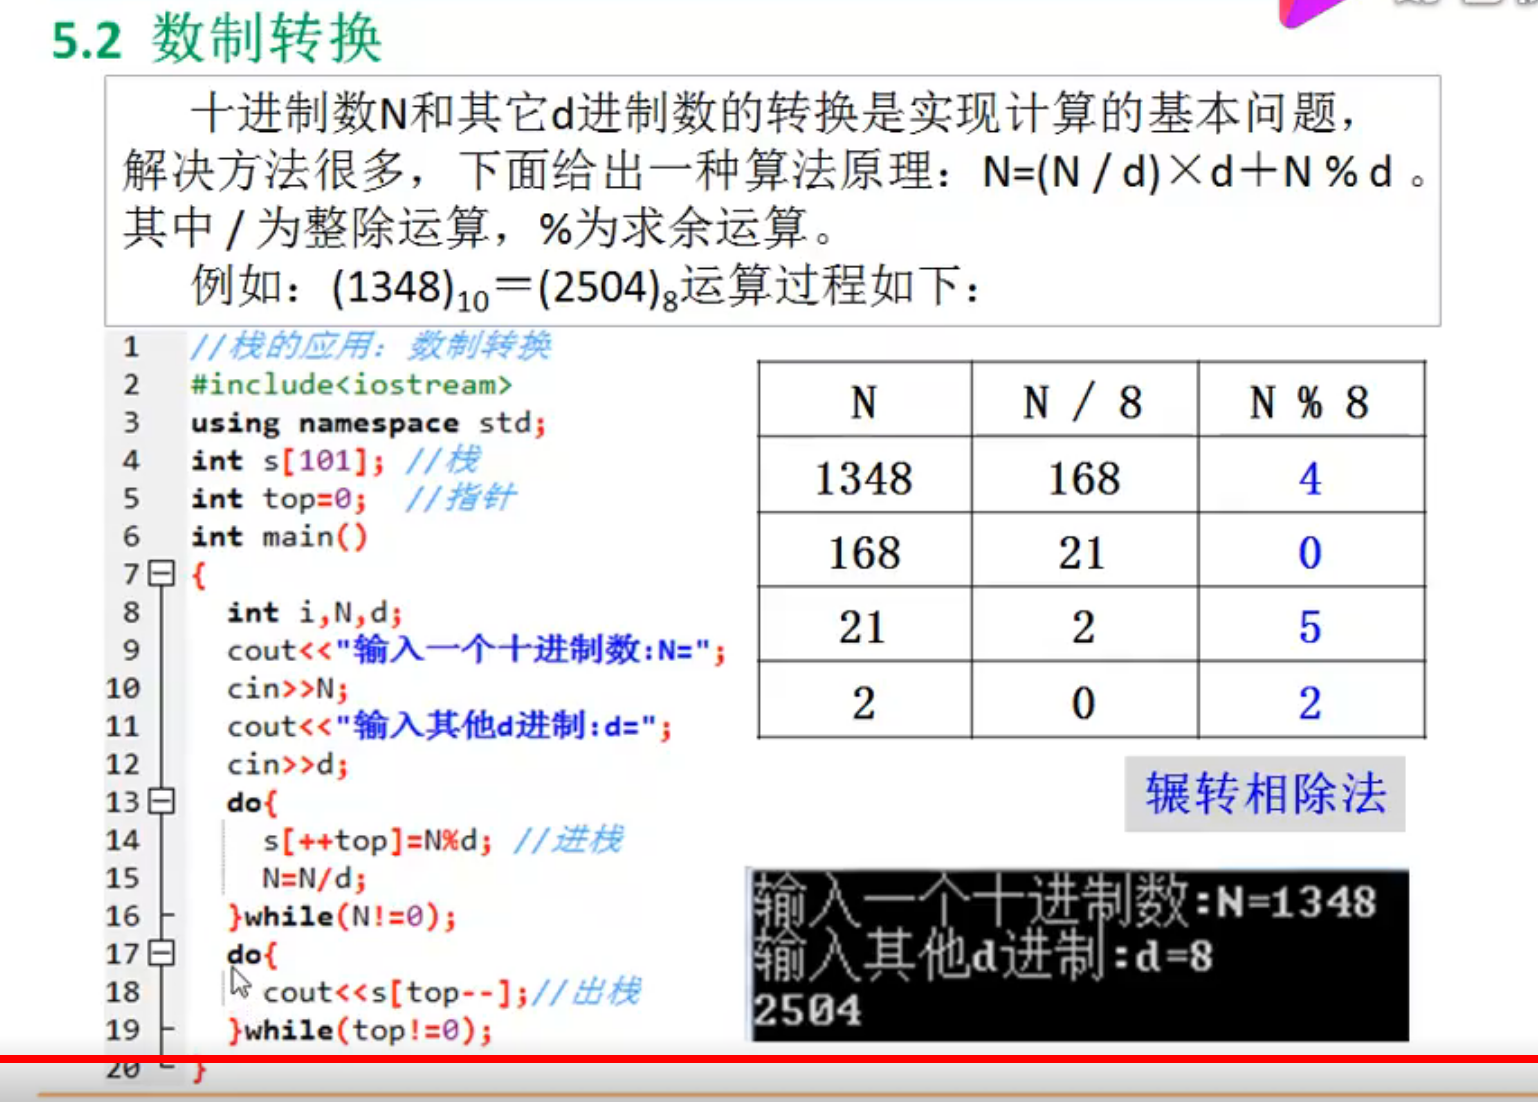 5.2 数制转换
十进制数N和其它d进制数的转换是实现计算的基本问题，
解决方法很多，下面给出一种算法原理：N=(N / d)×d＋N % d 。
其中 / 为整除运算，%为求余运算。
例如：(1348)10＝(2504)8运算过程如下：
1 //栈的应用：数制转换
2 #include<iostream>
3 using namespace std;
4 int s[101]; //栈
5 int top=0; //指针
6 int main()
7 {
8 int i,N,d;
9 cout<<"输入一个十进制数:N=";
10 cin>>N;
11 cout<<"输入其他d进制:d=";
12 cin>>d;
13 do{
14 s[++top]=N%d; //进栈
15 N=N/d;
16 }while(N!=0);
17 do{
18 cout<<s[top--];//出栈
19 }while(top!=0);
20 }
N N / 8 N % 8
1348 168 4
168 21 0
21 2 5
2 0 2
辗转相除法
输入一个十进制数:N=1348
输入其他d进制:d=8
2504